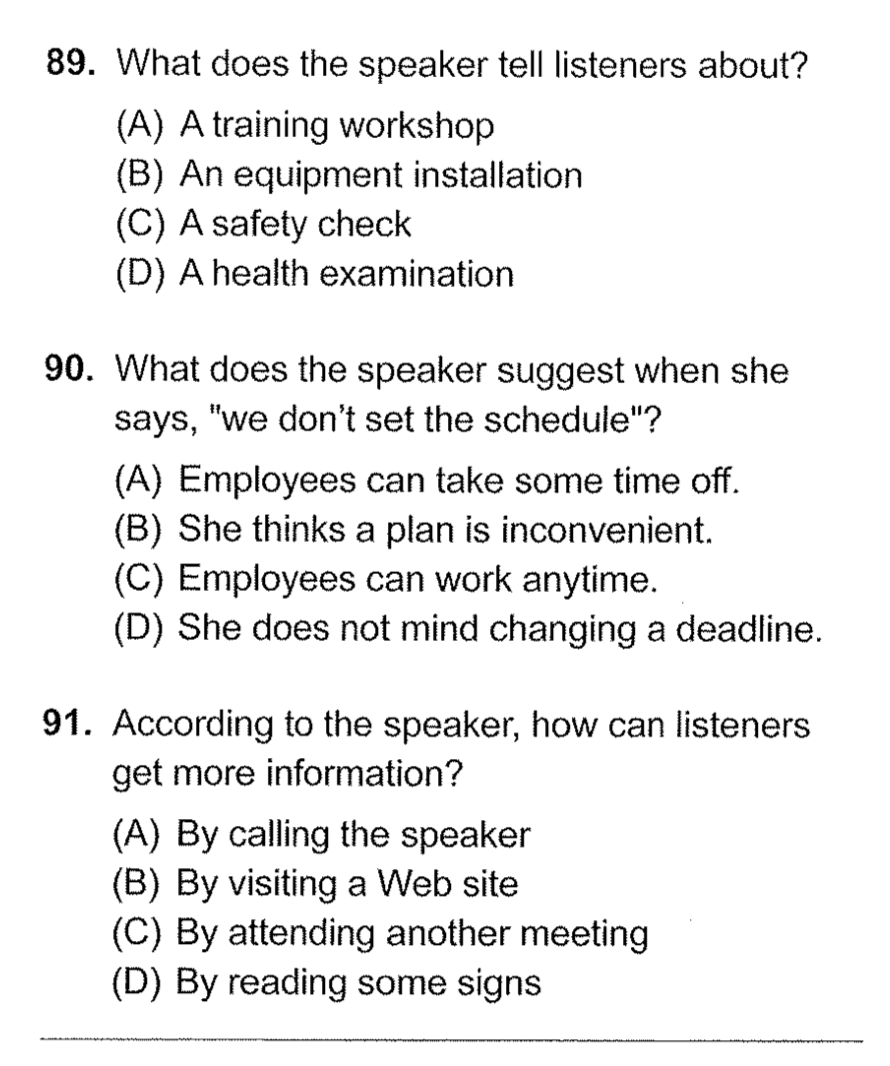 89. What does the speaker tell listeners about?
(A) A training workshop
(B) An equipment installation
(C) A safety check
(D) A health examination
90. What does the speaker suggest when she
says, "we don't set the schedule"?
(A) Employees can take some time off.
(B) She thinks a plan is inconvenient.
(C) Employees can work anytime.
(D) She does not mind changing a deadline.
91. According to the speaker, how can listeners
get more information?
(A) By calling the speaker
(B) By visiting a Web site
(C) By attending another meeting
(D) By reading some signs